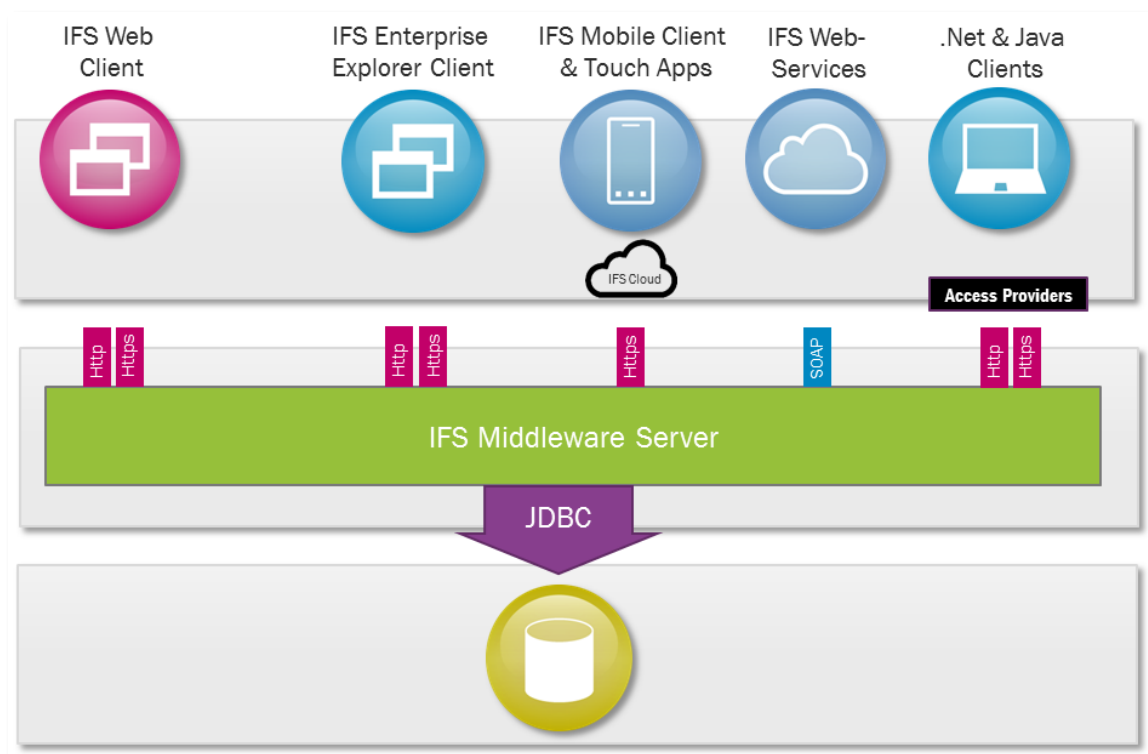 IFS Web
Client
IFS Enterprise
Explorer Client
IFS Mobile Client
& Touch Apps
IFS Web-
Services
.Net & Java
Clients
IFS Cloud
Access Providers
Http
Https
Http
Https
Https
SOAP
Http
Https
IFS Middleware Server
JDBC